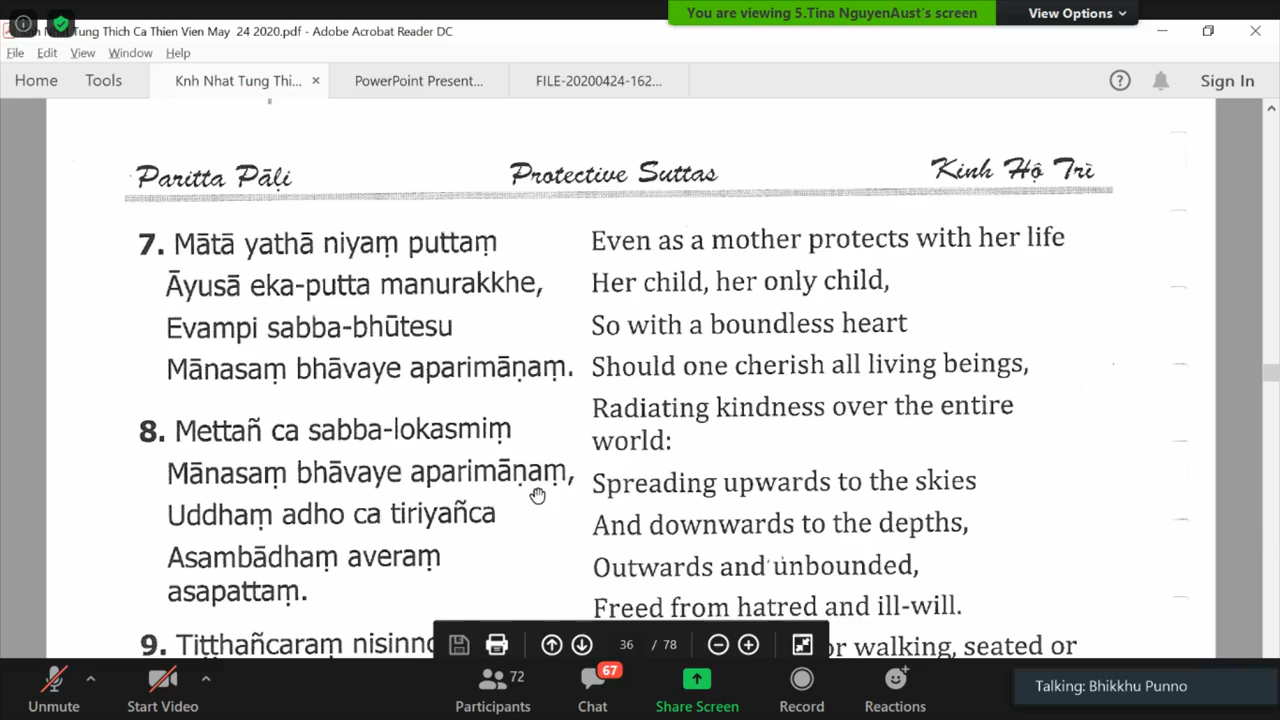 You are viewing 5.Tina NguyenAust's screen
View Options
Nhat Tung Thich Ca Thien Vien May 24 2020.pdf - Adobe Acrobat Reader DC
File Edit View Window Help
Home Tools Knh Nhat Tung Thi... × PowerPoint Present... FILE-20200424-162... Sign In
Paritta Pāḷi Protective Suttas Kinh Hộ Trì
7. Mātā yathā niyaṃ puttaṃ
Āyusā eka-putta manurakkhe,
Evampi sabba-bhūtesu
Mānasaṃ bhāvaye aparimāṇaṃ.
8. Mettañ ca sabba-lokasmiṃ
Mānasaṃ bhāvaye aparimāṇaṃ,
Uddhaṃ adho ca tiriyañca
Asambādhaṃ averaṃ
asapattaṃ.
9. Tiṭṭhañcaraṃ nisinno
Even as a mother protects with her life
Her child, her only child,
So with a boundless heart
Should one cherish all living beings,
Radiating kindness over the entire
world:
Spreading upwards to the skies
And downwards to the depths,
Outwards and unbounded,
Freed from hatred and ill-will.
or walking, seated or
36 / 78
Unmute
Start Video
Participants 72
Chat 67
Share Screen
Record
Reactions
Talking: Bhikkhu Punno